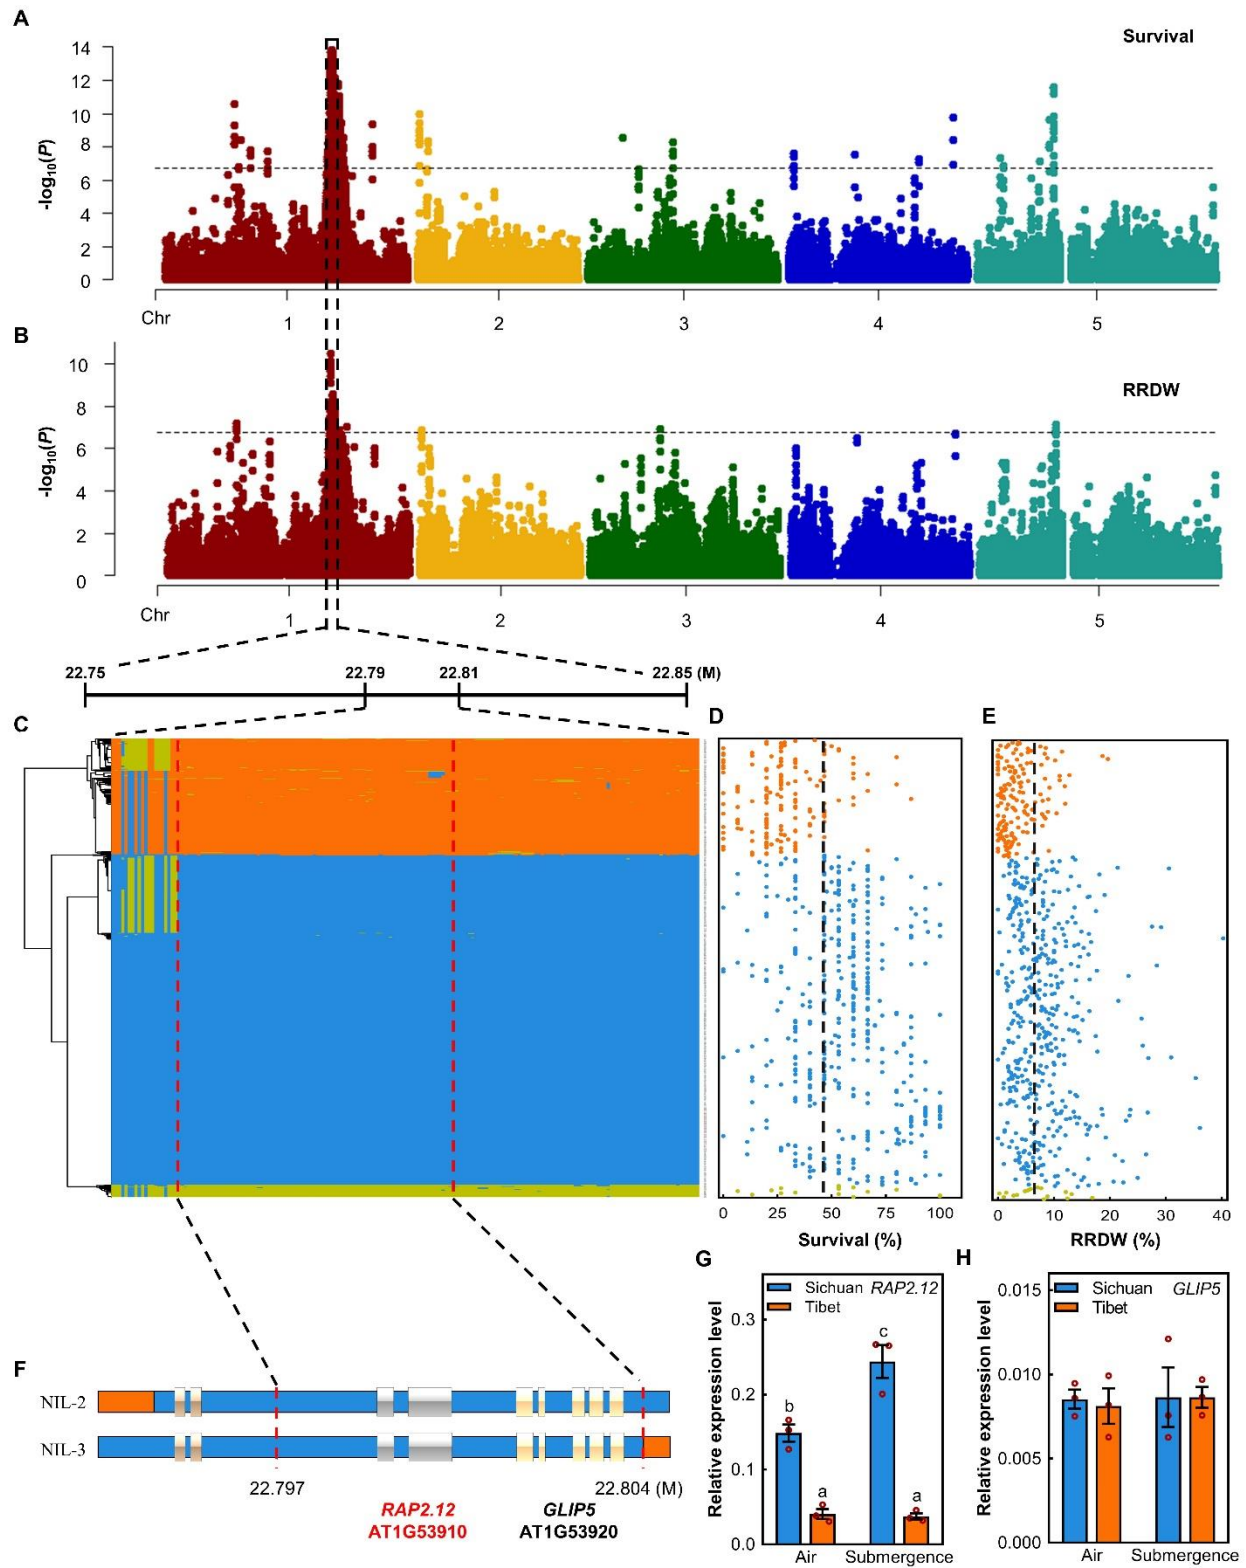 A
Survival
14
12
10
8
6
4
2
0
-log10(P)
Chr
1
2
3
4
5
B
RRDW
10
8
6
4
2
0
-log10(P)
Chr
1
2
3
4
5
22.75
22.79
22.81
22.85 (M)
C
D
E
0
25
50
75
100
Survival (%)
0
10
20
30
40
RRDW (%)
F
NIL-2
NIL-3
22.797
22.804 (M)
RAP2.12
AT1G53910
GLIP5
AT1G53920
G
Sichuan RAP2.12
Tibet
Relative expression level
0.3
0.2
0.1
0.0
b
a
c
a
Air
Submergence
H
Sichuan GLIP5
Tibet
Relative expression level
0.015
0.010
0.005
0.000
Air
Submergence